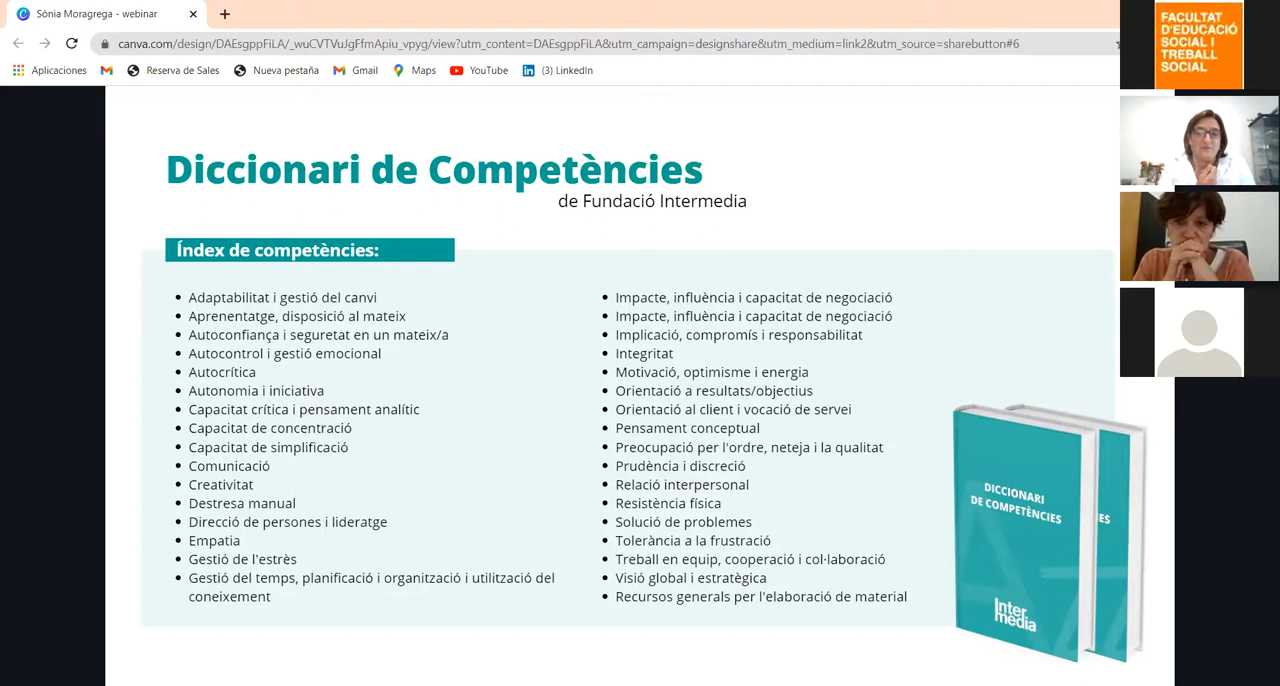 Sònia Moragrega - webinar
canva.com/design/DAEsgppFiLA/_wuCVTVuJgFfmApiu_vpyg/view?utm_content=DAEsgppFiLA&utm_campaign=designshare&utm_medium=link2&utm_source=sharebutton#6
Aplicaciones
Reserva de Sales
Nueva pestaña
Gmail
Maps
YouTube
(3) LinkedIn
FACULTAT
D'EDUCACIÓ
SOCIAL I
TREBALL
SOCIAL
Diccionari de Competències
de Fundació Intermedia
Índex de competències:
Adaptabilitat i gestió del canvi
Aprenentatge, disposició al mateix
Autoconfiança i seguretat en un mateix/a
Autocontrol i gestió emocional
Autocrítica
Autonomia i iniciativa
Capacitat crítica i pensament analític
Capacitat de concentració
Capacitat de simplificació
Comunicació
Creativitat
Destresa manual
Direcció de persones i lideratge
Empatia
Gestió de l'estrès
Gestió del temps, planificació i organització i utilització del
coneixement
Impacte, influència i capacitat de negociació
Impacte, influència i capacitat de negociació
Implicació, compromís i responsabilitat
Integritat
Motivació, optimisme i energia
Orientació a resultats/objectius
Orientació al client i vocació de servei
Pensament conceptual
Preocupació per l'ordre, neteja i la qualitat
Prudència i discreció
Relació interpersonal
Resistència física
Solució de problemes
Tolerància a la frustració
Treball en equip, cooperació i col·laboració
Visió global i estratègica
Recursos generals per l'elaboració de material
DICCIONARI
DE COMPETÈNCIES
ES
Inter
media